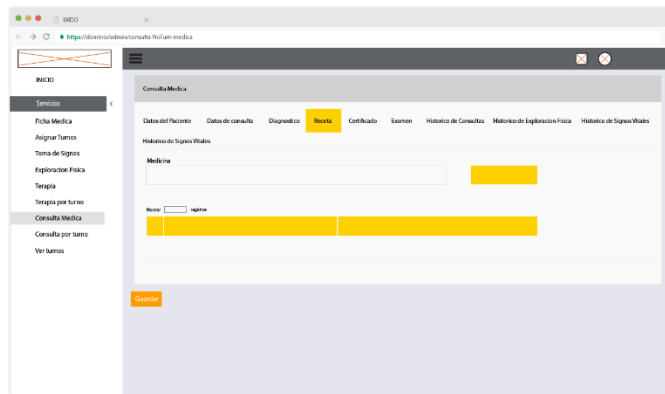 IMDO
https://dominio/admin/consulta NoTurn medica
INICIO
Servicios
Ficha Medica
Asignar Turnos
Toma de Signos
Exploracion Fisica
Terapia
Terapia por turno
Consulta Medica
Consulta por turno
Ver turnos
Consulta Medica
Datos del Paciente Datos de consulta Diagnostico Receta Certificado Examen Historico de Consultas Historico de Exploracion Fisica Historico de Signos Vitales
Historico de Signos Vitales
Medicina
Mostrar registros
Guardar